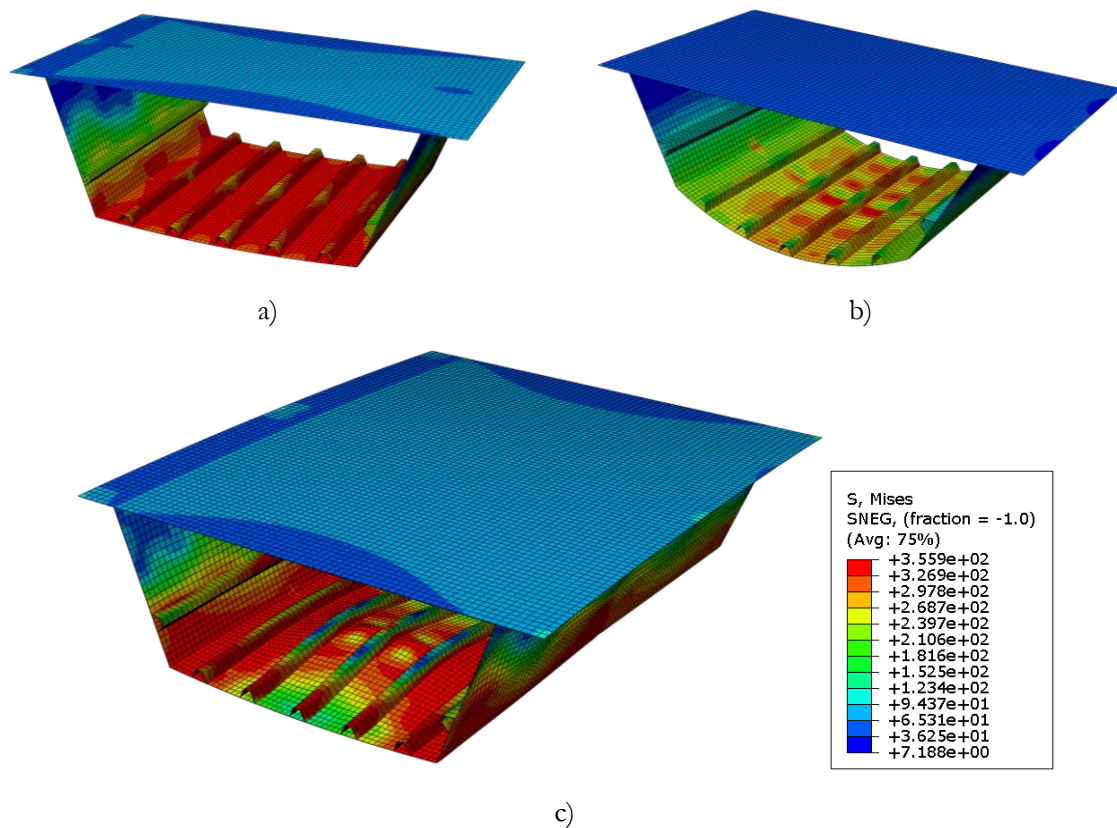 a)
b)
S, Mises
SNEG, (fraction = -1.0)
(Avg: 75%)
+3.559e+02
+3.269e+02
+2.978e+02
+2.687e+02
+2.397e+02
+2.106e+02
+1.816e+02
+1.525e+02
+1.234e+02
+9.437e+01
+6.531e+01
+3.625e+01
+7.188e+00
c)